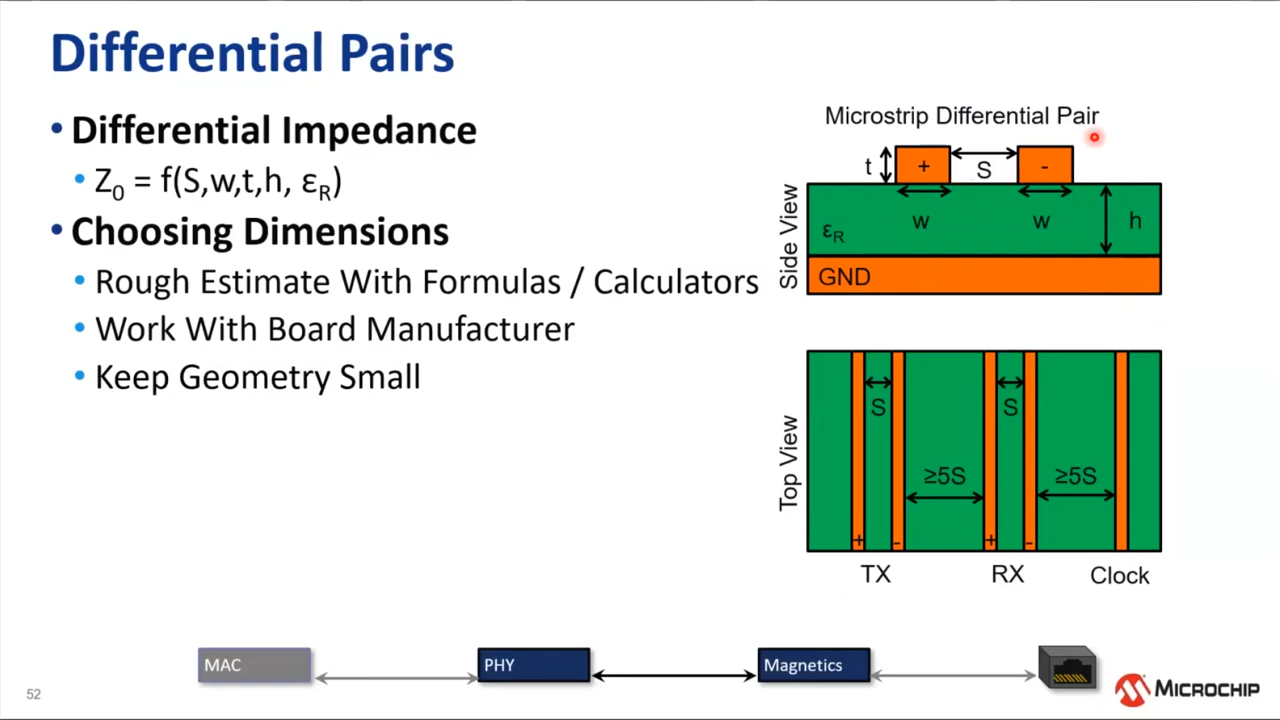 Differential Pairs
• Differential Impedance
• Z₀ = f(S,w,t,h, εR)
• Choosing Dimensions
• Rough Estimate With Formulas / Calculators
• Work With Board Manufacturer
• Keep Geometry Small
Microstrip Differential Pair
t
+
S
-
Side View
w
w
h
εR
GND
Top View
S
S
≥5S
≥5S
+
-
+
-
TX
RX
Clock
MAC
PHY
Magnetics
52
MICROCHIP